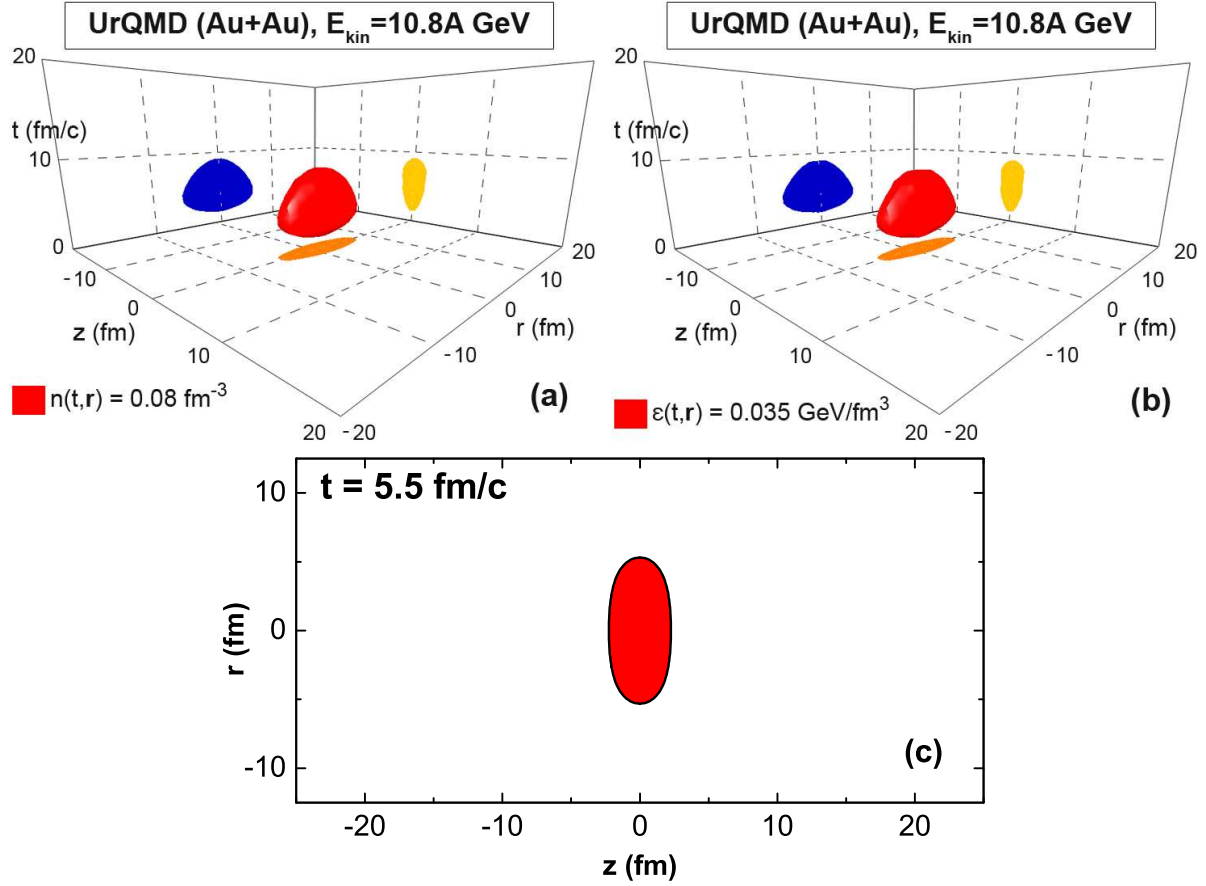 UrQMD (Au+Au), E_kin=10.8A GeV
20
t (fm/c)
10
0
-10
0
z (fm)
10
20
-20
-10
0
r (fm)
10
20
n(t,r) = 0.08 fm⁻³
(a)
UrQMD (Au+Au), E_kin=10.8A GeV
20
t (fm/c)
10
0
-10
0
z (fm)
10
20
-20
-10
0
r (fm)
10
20
ε(t,r) = 0.035 GeV/fm³
(b)
t = 5.5 fm/c
10
0
-10
r (fm)
(c)
-20
-10
0
10
20
z (fm)